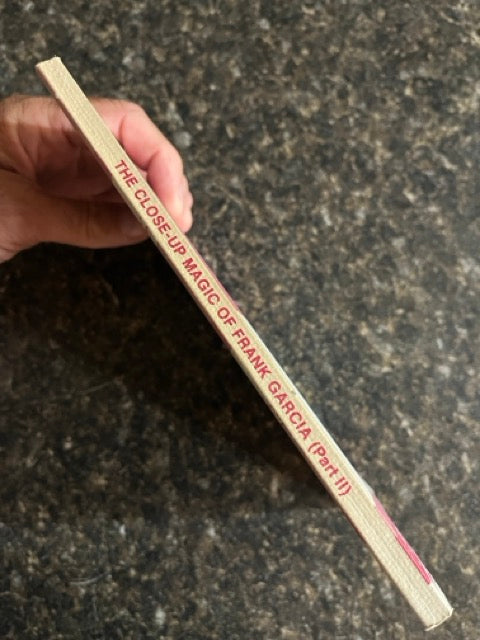 THE CLOSE-UP MAGIC OF FRANK GARCIA (Part II)